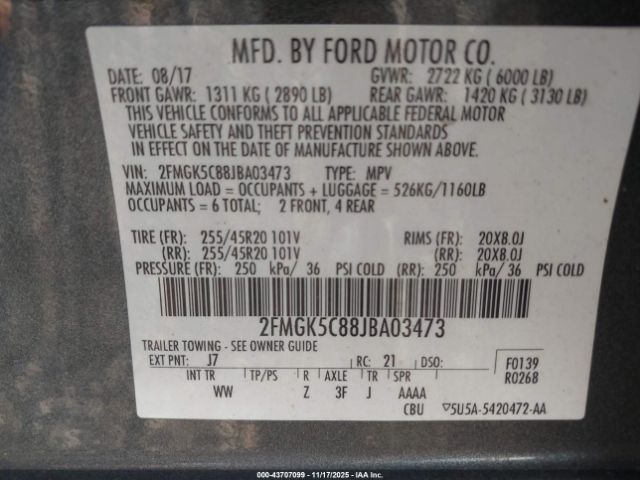 MFD. BY FORD MOTOR CO.
DATE: 08/17 GVWR: 2722 KG ( 6000 LB)
FRONT GAWR: 1311 KG ( 2890 LB) REAR GAWR: 1420 KG ( 3130 LB)
THIS VEHICLE CONFORMS TO ALL APPLICABLE FEDERAL MOTOR
VEHICLE SAFETY AND THEFT PREVENTION STANDARDS
IN EFFECT ON THE DATE OF MANUFACTURE SHOWN ABOVE.
VIN: 2FMGK5C88JBA03473 TYPE: MPV
MAXIMUM LOAD = OCCUPANTS + LUGGAGE = 526KG/1160LB
OCCUPANTS = 6 TOTAL; 2 FRONT, 4 REAR
TIRE (FR): 255/45R20 101V RIMS (FR): 20X8.0J
(RR): 255/45R20 101V (RR): 20X8.0J
PRESSURE (FR): 250 kPa/ 36 PSI COLD (RR): 250 kPa/ 36 PSI COLD
2FMGK5C88JBA03473
TRAILER TOWING - SEE OWNER GUIDE
EXT PNT: J7 RC: 21 DSO: F0139
INT TR TP/PS R AXLE TR SPR R0268
WW Z 3F J AAAA
CBU ▽5U5A-5420472-AA
000-43707099 | 11/17/2025 - IAA Inc.